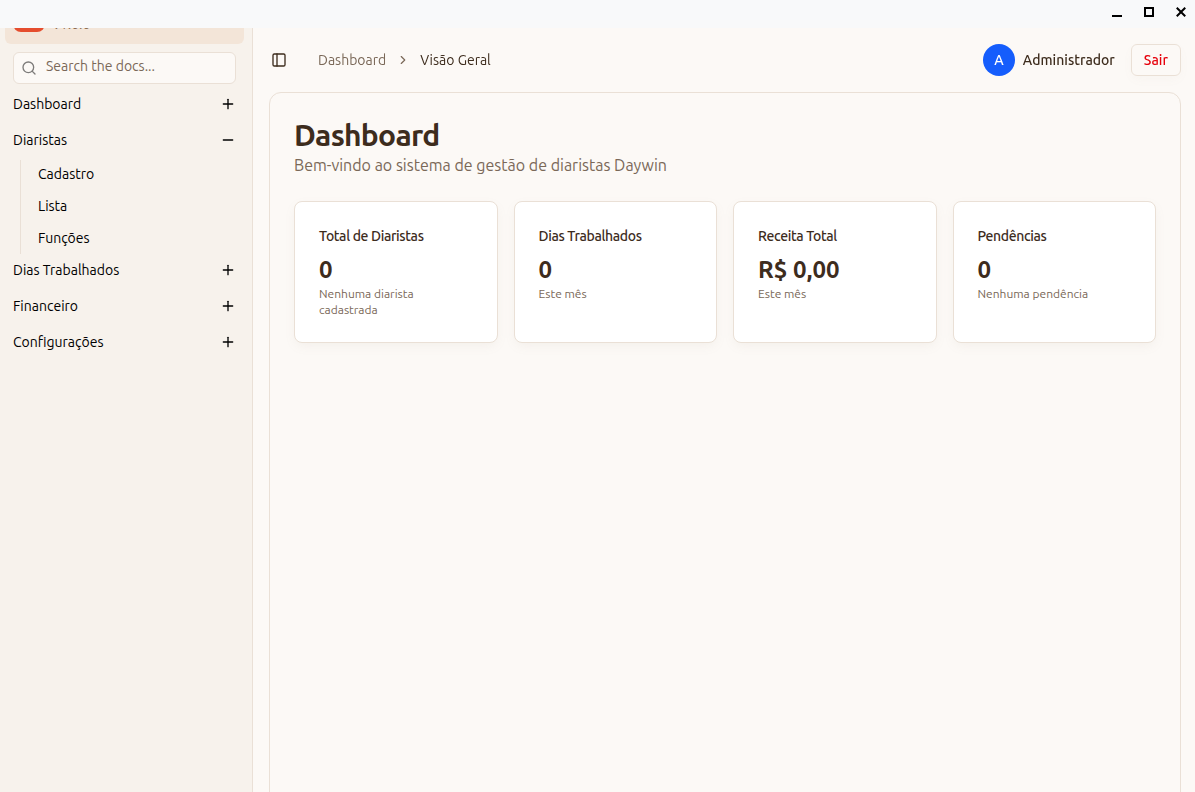 Search the docs...
Dashboard
Diaristas
Cadastro
Lista
Funções
Dias Trabalhados
Financeiro
Configurações
Dashboard > Visão Geral
A Administrador
Sair
Dashboard
Bem-vindo ao sistema de gestão de diaristas Daywin
Total de Diaristas
0
Nenhuma diarista
cadastrada
Dias Trabalhados
0
Este mês
Receita Total
R$ 0,00
Este mês
Pendências
0
Nenhuma pendência